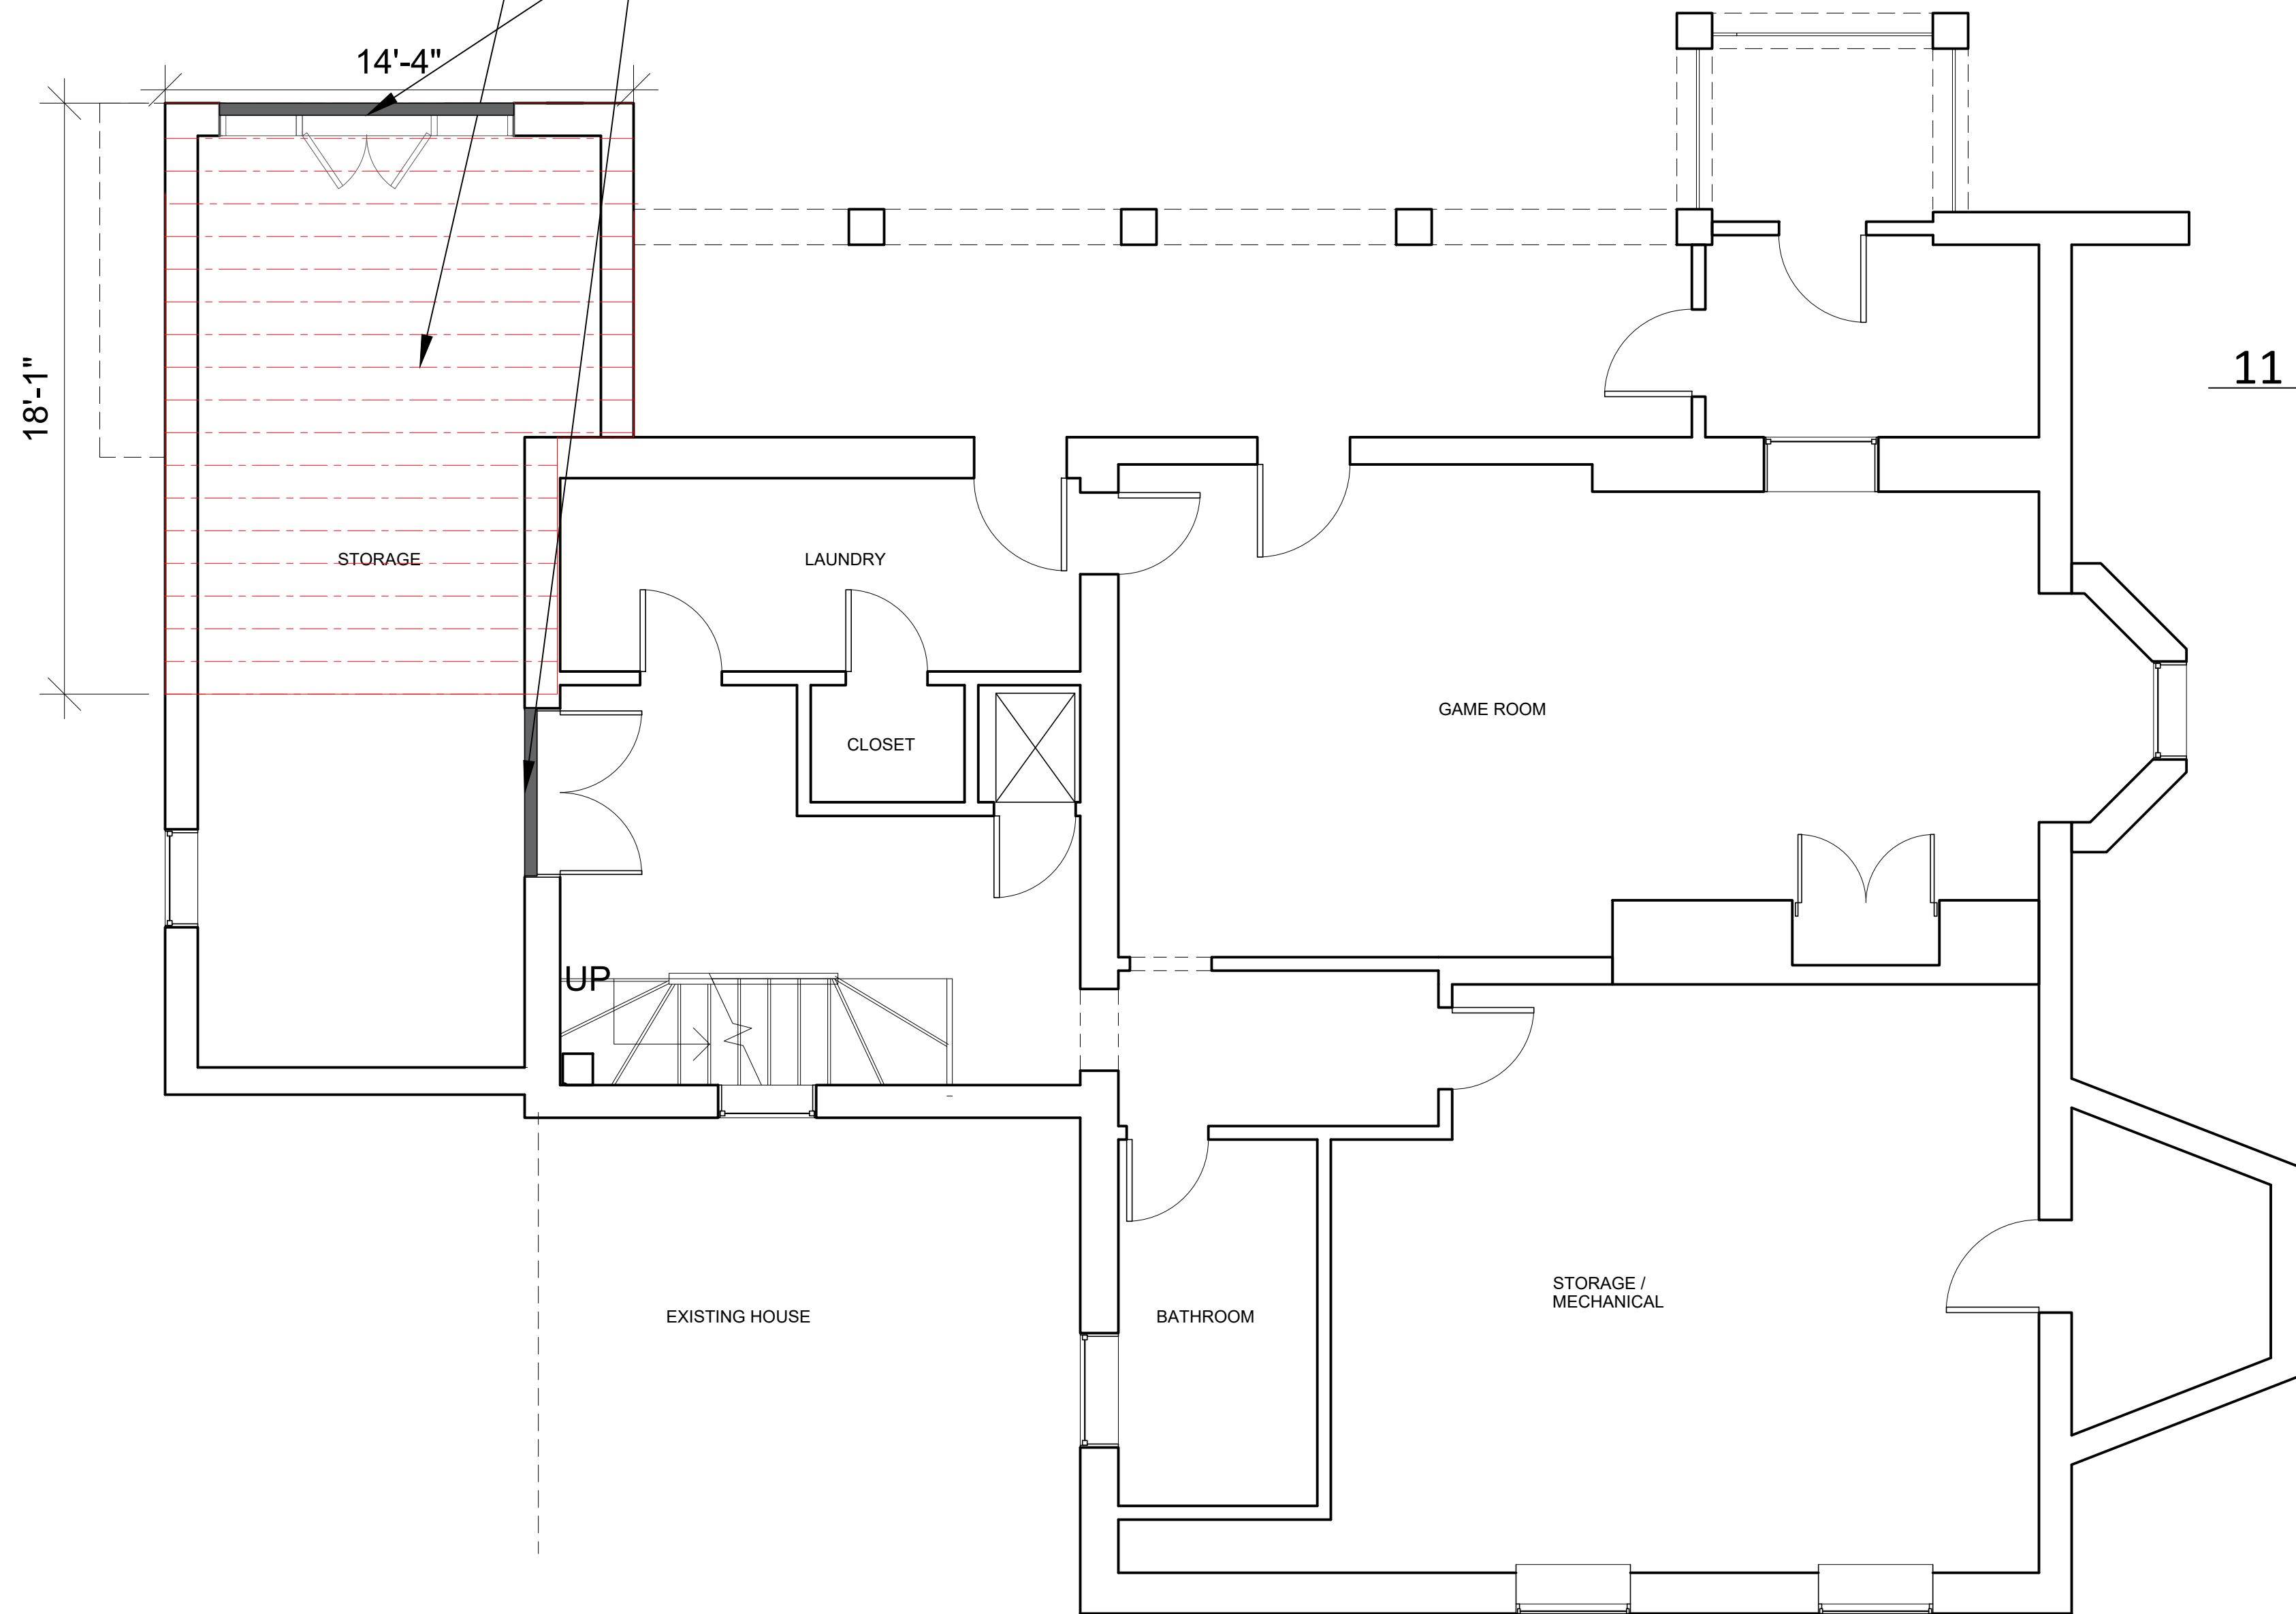 14'-4"
18'-1"
11
STORAGE
LAUNDRY
GAME ROOM
CLOSET
UP
STORAGE /
MECHANICAL
EXISTING HOUSE
BATHROOM